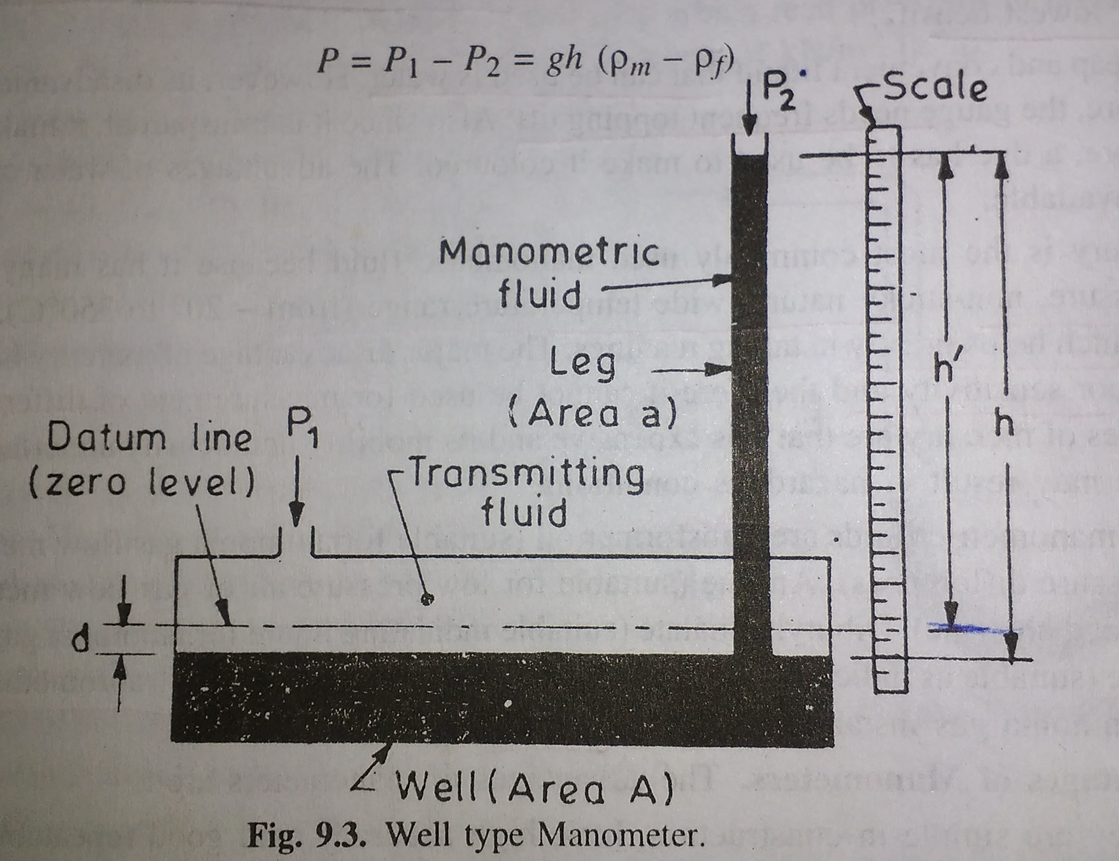 P = P₁ – P₂ = gh (ρₘ – ρ_f)
P₂
Scale
Manometric
fluid
Leg
(Area a)
h′
h
Datum line
(zero level)
P₁
Transmitting
fluid
d
Well (Area A)
Fig. 9.3. Well type Manometer.